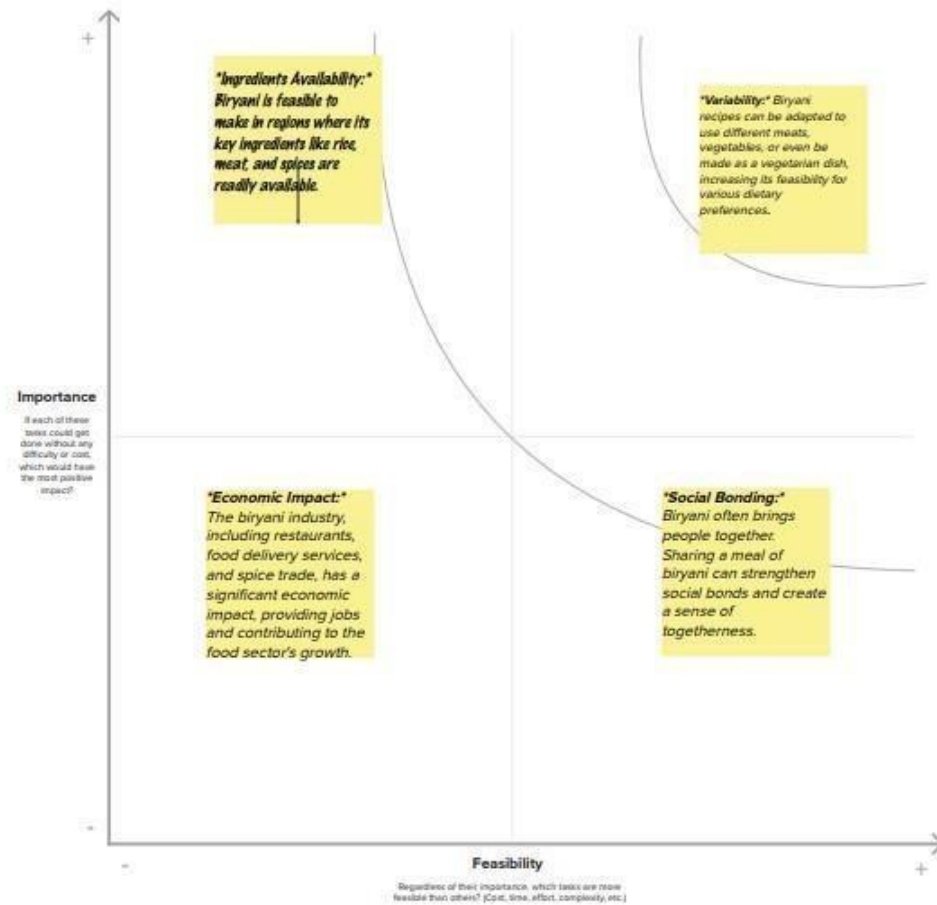 +
*Ingredients Availability:*
Biryani is feasible to
make in regions where its
key ingredients like rice,
meat, and spices are
readily available.
*Variability:* Biryani
recipes can be adapted to
use different meats,
vegetables, or even be
made as a vegetarian dish,
increasing its feasibility for
various dietary
preferences.
Importance
If each of these
tasks could get
done without any
difficulty or cost,
which would have
the most positive
impact?
*Economic Impact:*
The biryani industry,
including restaurants,
food delivery services,
and spice trade, has a
significant economic
impact, providing jobs
and contributing to the
food sector's growth.
*Social Bonding:*
Biryani often brings
people together.
Sharing a meal of
biryani can strengthen
social bonds and create
a sense of
togetherness.
-
-
Feasibility
+
Regardless of their importance, which tasks are more
feasible than others? (Cost, time, effort, complexity, etc.)